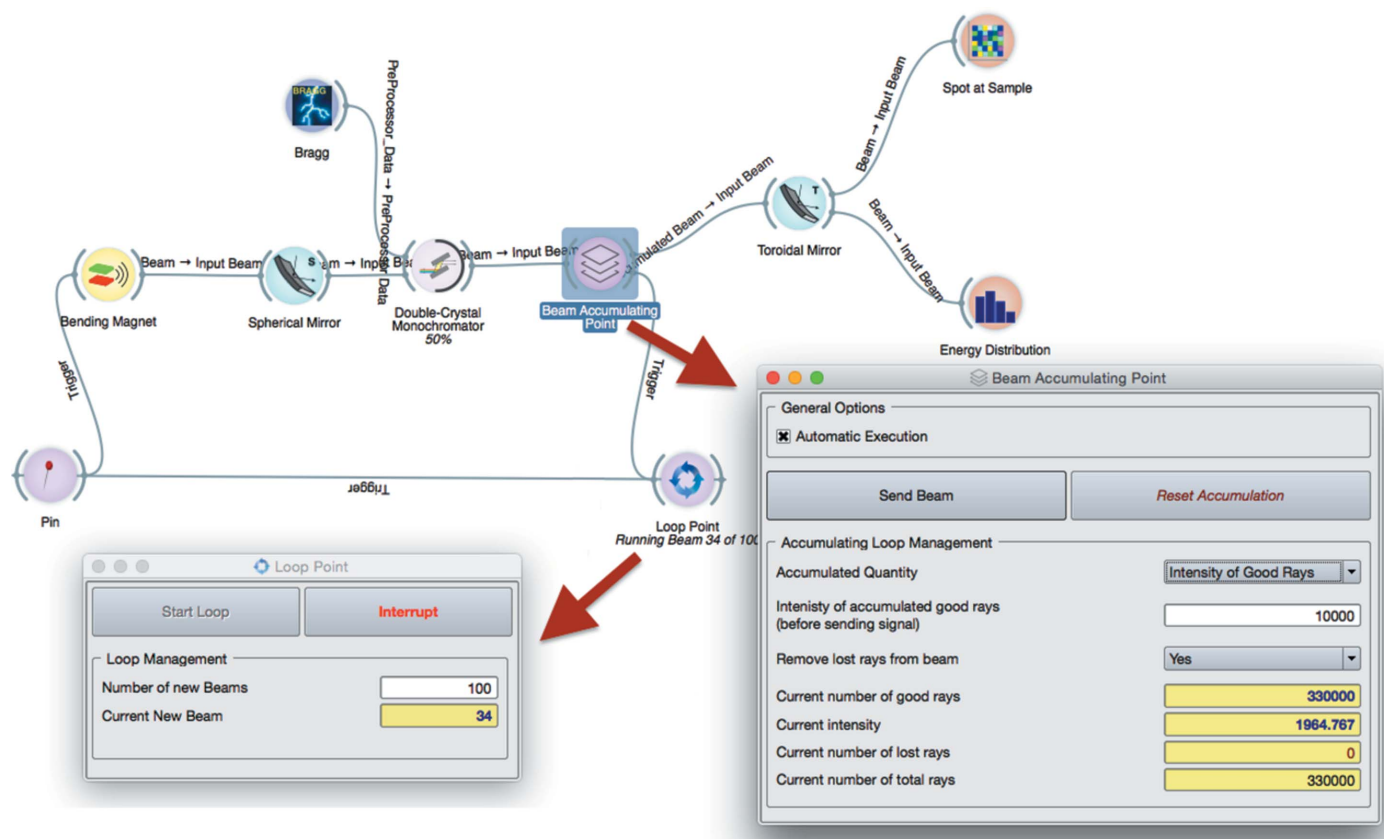 BRAGG
Bragg
PreProcessor_Data → PreProcessor_Data
Spot at Sample
Beam → Input Beam
T
Toroidal Mirror
Beam → Input Beam
Energy Distribution
Beam → Input Beam
S
Bending Magnet
Spherical Mirror
Double-Crystal
Monochromator
50%
Beam → Input Beam
Beam Accumulating
Point
Input Beam
Trigger
Trigger
Trigger
Pin
Loop Point
Running Beam 34 of 100
Loop Point
Start Loop
Interrupt
Loop Management
Number of new Beams
100
Current New Beam
34
Beam Accumulating Point
General Options
Automatic Execution
Send Beam
Reset Accumulation
Accumulating Loop Management
Accumulated Quantity
Intensity of Good Rays
Intenisty of accumulated good rays
(before sending signal)
10000
Remove lost rays from beam
Yes
Current number of good rays
330000
Current intensity
1964.767
Current number of lost rays
0
Current number of total rays
330000